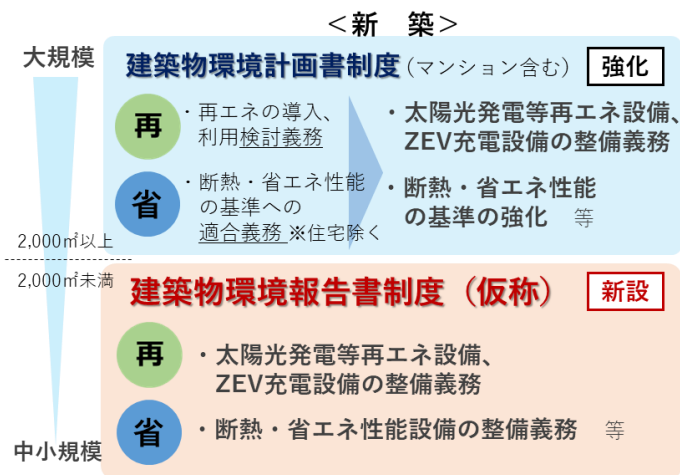 ＜新　築＞
大規模
建築物環境計画書制度（マンション含む）
強化
再
・再エネの導入、
利用検討義務
・太陽光発電等再エネ設備、
ZEV充電設備の整備義務
省
・断熱・省エネ性能
の基準への
適合義務 ※住宅除く
・断熱・省エネ性能
の基準の強化　等
2,000㎡以上
2,000㎡未満
建築物環境報告書制度（仮称）
新設
再
・太陽光発電等再エネ設備、
ZEV充電設備の整備義務
省
・断熱・省エネ性能設備の整備義務　等
中小規模